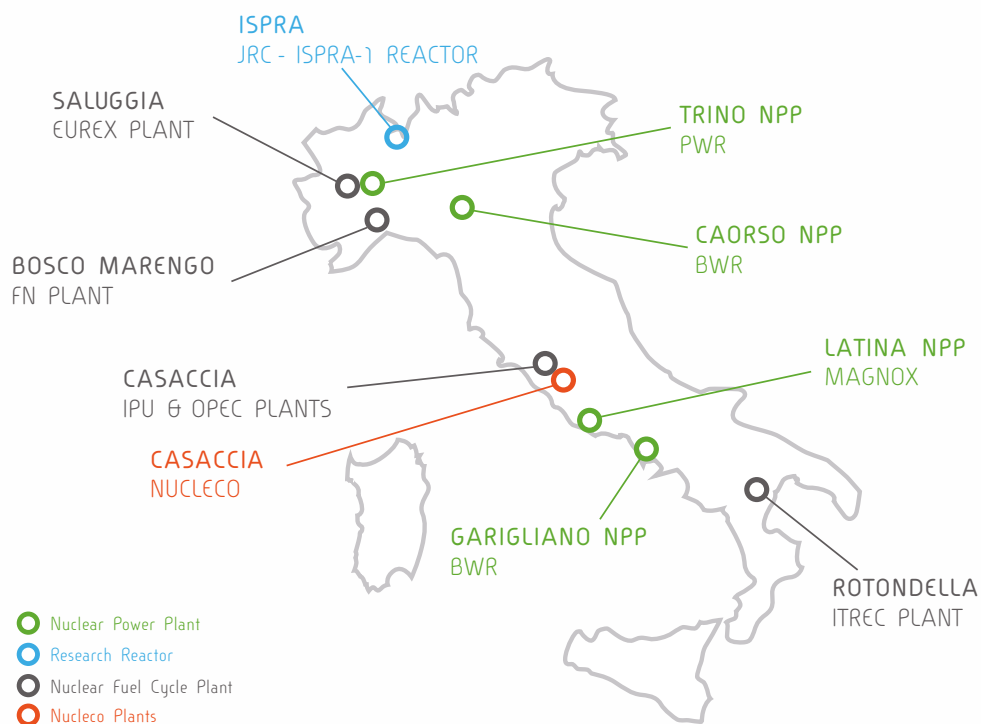 ISPRA
JRC - ISPRA-1 REACTOR
SALUGGIA
EUREX PLANT
TRINO NPP
PWR
CAORSO NPP
BWR
BOSCO MARENGO
FN PLANT
LATINA NPP
MAGNOX
CASACCIA
IPU & OPEC PLANTS
CASACCIA
NUCLECO
GARIGLIANO NPP
BWR
ROTONDELLA
ITREC PLANT
Nuclear Power Plant
Research Reactor
Nuclear Fuel Cycle Plant
Nucleco Plants